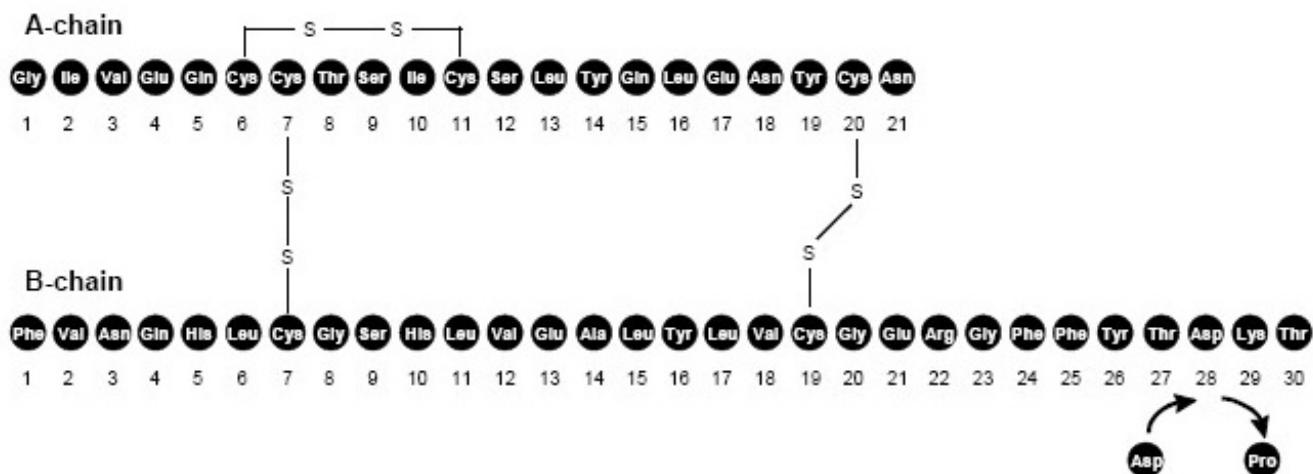 A-chain
S S
Gly Ile Val Glu Gln Cys Cys Thr Ser Ile Cys Ser Leu Tyr Gln Leu Glu Asn Tyr Cys Asn
1 2 3 4 5 6 7 8 9 10 11 12 13 14 15 16 17 18 19 20 21
S S
S S
B-chain
Phe Val Asn Gln His Leu Cys Gly Ser His Leu Val Glu Ala Leu Tyr Leu Val Cys Gly Glu Arg Gly Phe Phe Tyr Thr Asp Lys Thr
1 2 3 4 5 6 7 8 9 10 11 12 13 14 15 16 17 18 19 20 21 22 23 24 25 26 27 28 29 30
Asp Pro